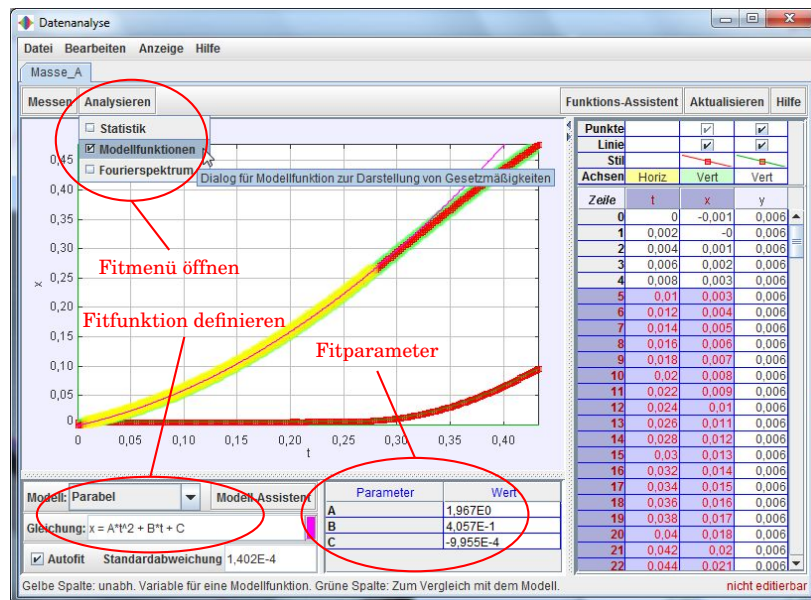 Datenanalyse
Datei Bearbeiten Anzeige Hilfe
Masse_A
Messen Analysieren Funktions-Assistent Aktualisieren Hilfe
Statistik
Modellfunktionen
Fourierspektrum
Dialog für Modellfunktion zur Darstellung von Gesetzmäßigkeiten
Fitmenü öffnen
Fitfunktion definieren
Fitparameter
0,45
0,40
0,35
0,30
0,25
0,20
0,15
0,10
0,05
0
x
0 0,05 0,10 0,15 0,20 0,25 0,30 0,35 0,40
t
Punkte
Linie
Stil
Achsen Horiz Vert Vert
Zeile t x y
0 0 -0,001 0,006
1 0,002 -0 0,006
2 0,004 0,001 0,006
3 0,006 0,002 0,006
4 0,008 0,003 0,006
5 0,01 0,003 0,006
6 0,012 0,004 0,006
7 0,014 0,005 0,006
8 0,016 0,006 0,006
9 0,018 0,007 0,006
10 0,02 0,008 0,006
11 0,022 0,009 0,006
12 0,024 0,01 0,006
13 0,026 0,011 0,006
14 0,028 0,012 0,006
15 0,03 0,013 0,006
16 0,032 0,014 0,006
17 0,034 0,015 0,006
18 0,036 0,016 0,006
19 0,038 0,017 0,006
20 0,04 0,018 0,006
21 0,042 0,02 0,006
22 0,044 0,021 0,006
Modell: Parabel Modell-Assistent
Gleichung: x = A*t^2 + B*t + C
Autofit Standardabweichung 1,402E-4
Parameter Wert
A 1,967E0
B 4,057E-1
C -9,955E-4
Gelbe Spalte: unabh. Variable für eine Modellfunktion. Grüne Spalte: Zum Vergleich mit dem Modell. nicht editierbar